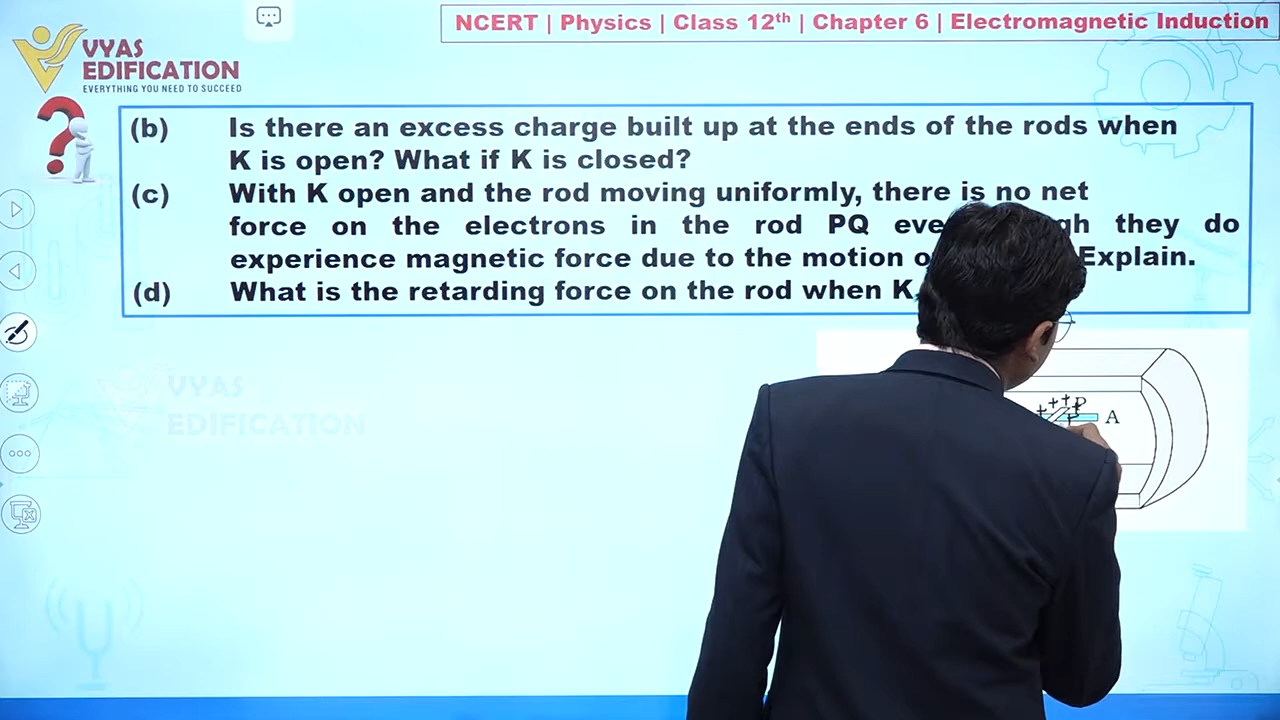 NCERT | Physics | Class 12th | Chapter 6 | Electromagnetic Induction
VYAS
EDIFICATION
EVERYTHING YOU NEED TO SUCCEED
(b) Is there an excess charge built up at the ends of the rods when
K is open? What if K is closed?
(c) With K open and the rod moving uniformly, there is no net
force on the electrons in the rod PQ they do
experience magnetic force due to the motion Explain.
(d) What is the retarding force on the rod when K
VYAS
EDIFICATION
P
A